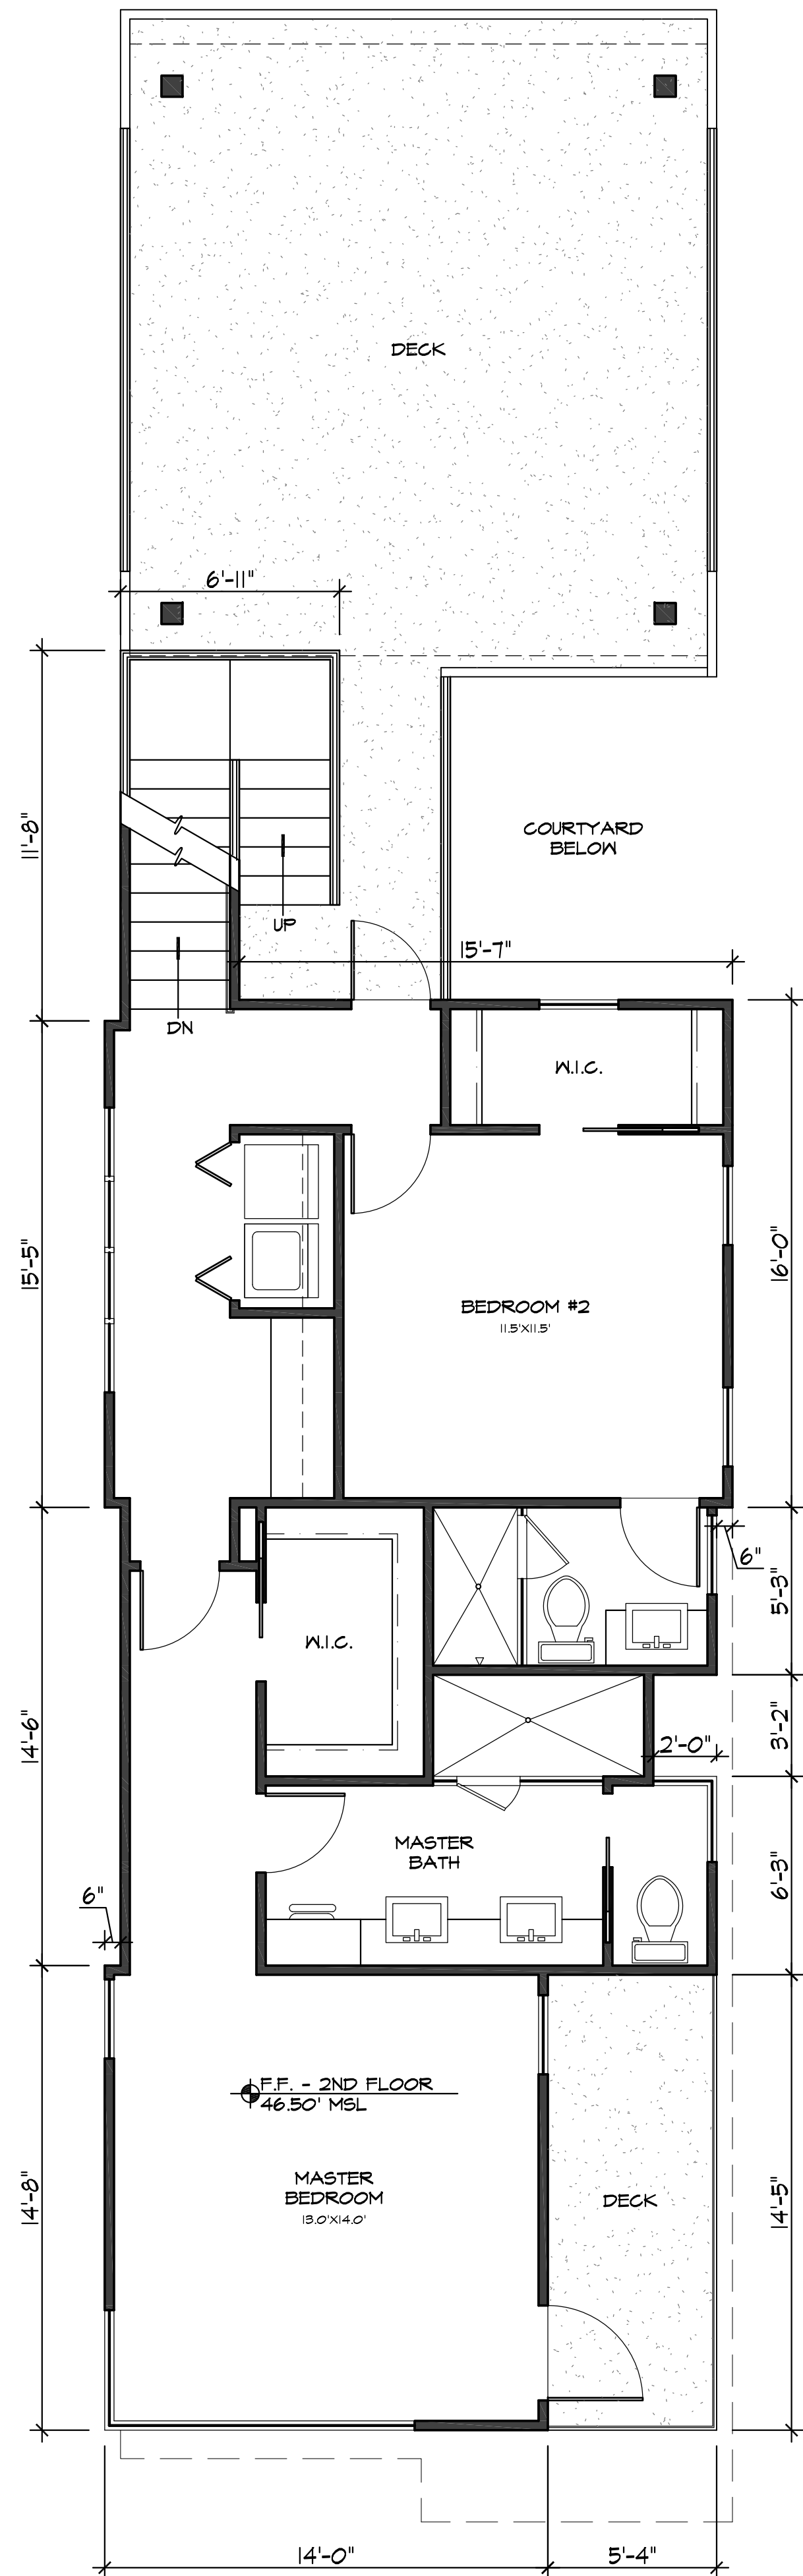 DECK
6'-11"
11'-8"
COURTYARD
BELOW
UP
15'-7"
DN
W.I.C.
15'-5"
16'-0"
BEDROOM #2
11.5'X11.5'
6"
5'-3"
W.I.C.
14'-6"
3'-2"
2'-0"
MASTER
BATH
6'-3"
6"
F.F. - 2ND FLOOR
46.50' MSL
MASTER
BEDROOM
13.0'X14.0'
DECK
14'-8"
14'-5"
14'-0"
5'-4"